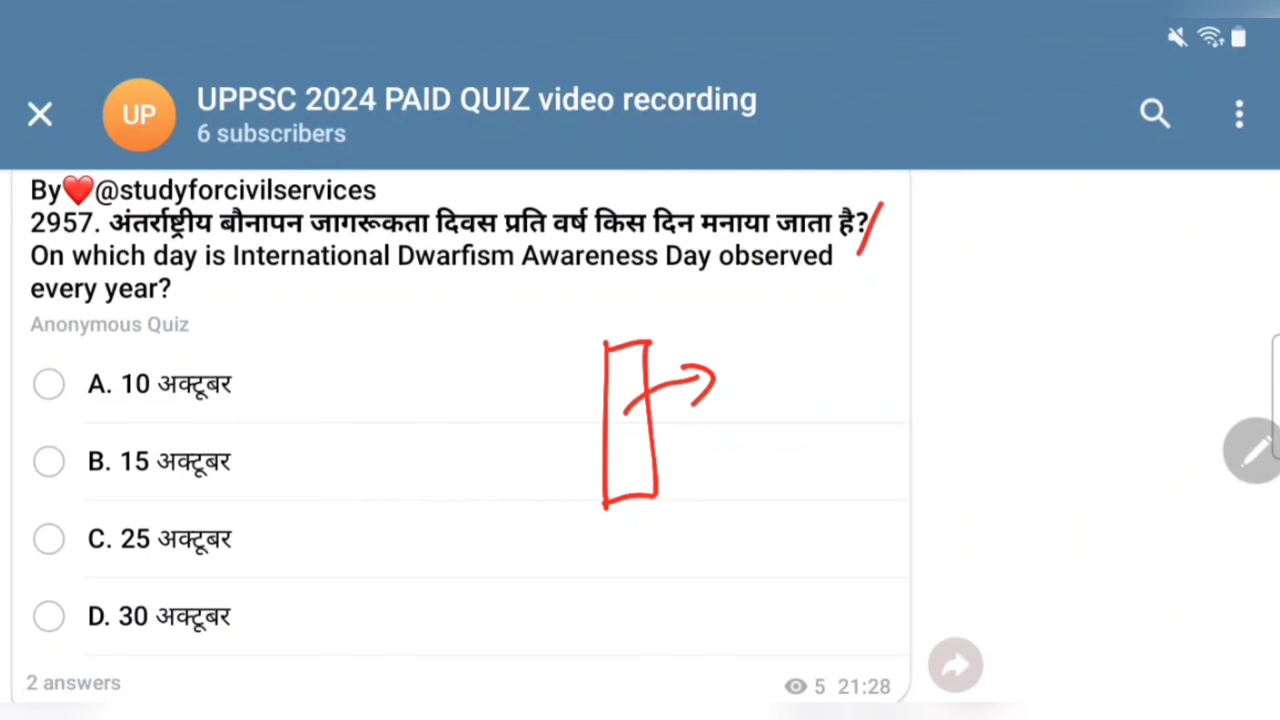 UP
UPPSC 2024 PAID QUIZ video recording
6 subscribers
By❤️@studyforcivilservices
2957. अंतर्राष्ट्रीय बौनापन जागरूकता दिवस प्रति वर्ष किस दिन मनाया जाता है?
On which day is International Dwarfism Awareness Day observed
every year?
Anonymous Quiz
A. 10 अक्टूबर
B. 15 अक्टूबर
C. 25 अक्टूबर
D. 30 अक्टूबर
2 answers
5 21:28